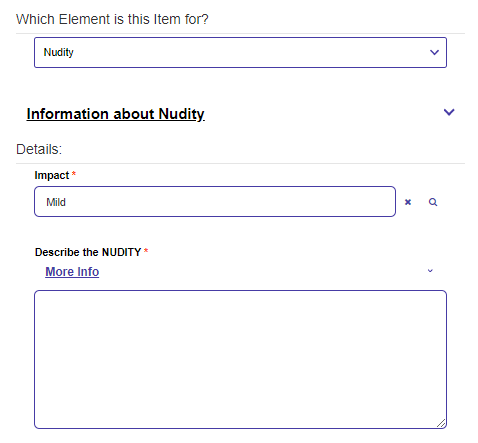 Which Element is this Item for?
Nudity
Information about Nudity
Details:
Impact *
Mild
Describe the NUDITY *
More Info